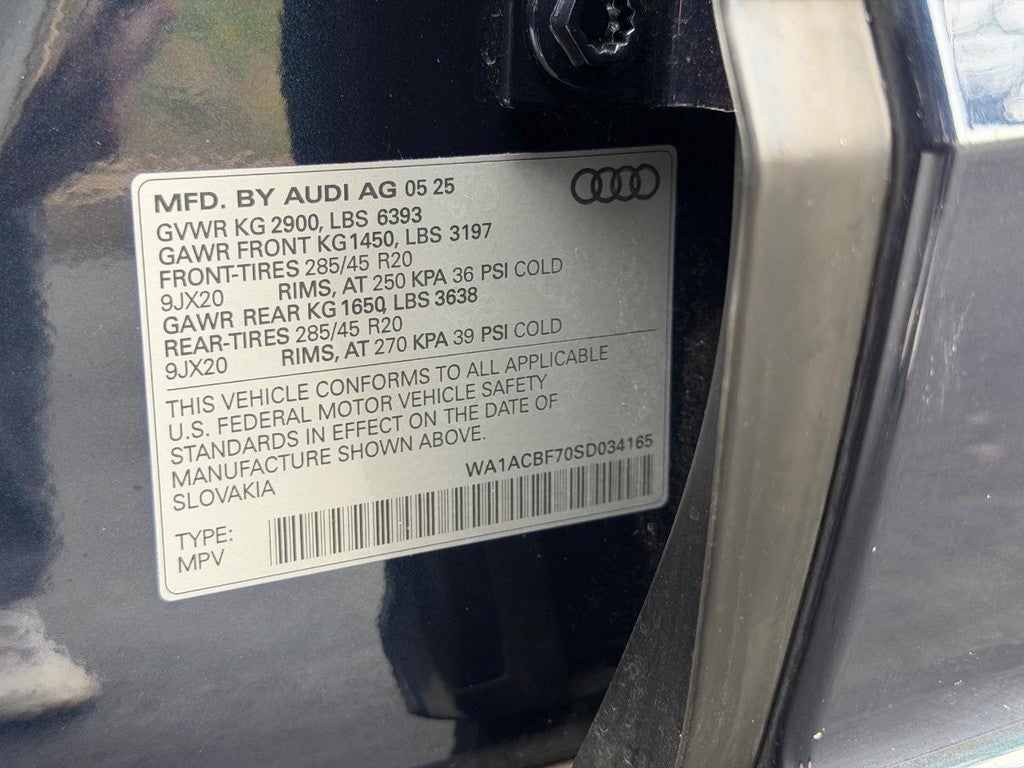 MFD. BY AUDI AG 05 25
GVWR KG 2900, LBS 6393
GAWR FRONT KG 1450, LBS 3197
FRONT-TIRES 285/45 R20
9JX20 RIMS, AT 250 KPA 36 PSI COLD
GAWR REAR KG 1650, LBS 3638
REAR-TIRES 285/45 R20
9JX20 RIMS, AT 270 KPA 39 PSI COLD
THIS VEHICLE CONFORMS TO ALL APPLICABLE
U.S. FEDERAL MOTOR VEHICLE SAFETY
STANDARDS IN EFFECT ON THE DATE OF
MANUFACTURE SHOWN ABOVE.
SLOVAKIA WA1ACBF70SD034165
TYPE:
MPV